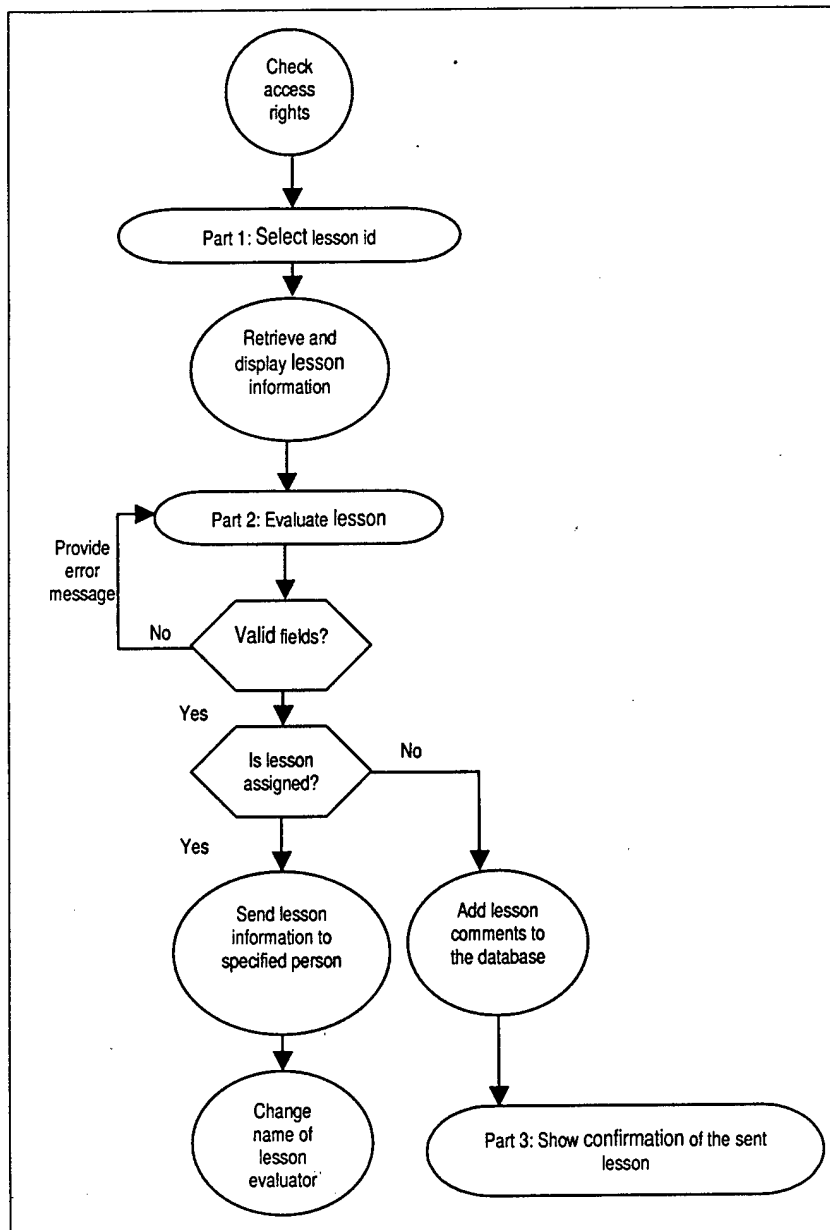 Check
access
rights
Part 1: Select lesson id
Retrieve and
display lesson
information
Part 2: Evaluate lesson
Provide
error
message
No
Valid fields?
Yes
Is lesson
assigned?
No
Yes
Send lesson
information to
specified person
Add lesson
comments to
the database
Change
name of
lesson
evaluator
Part 3: Show confirmation of the sent
lesson